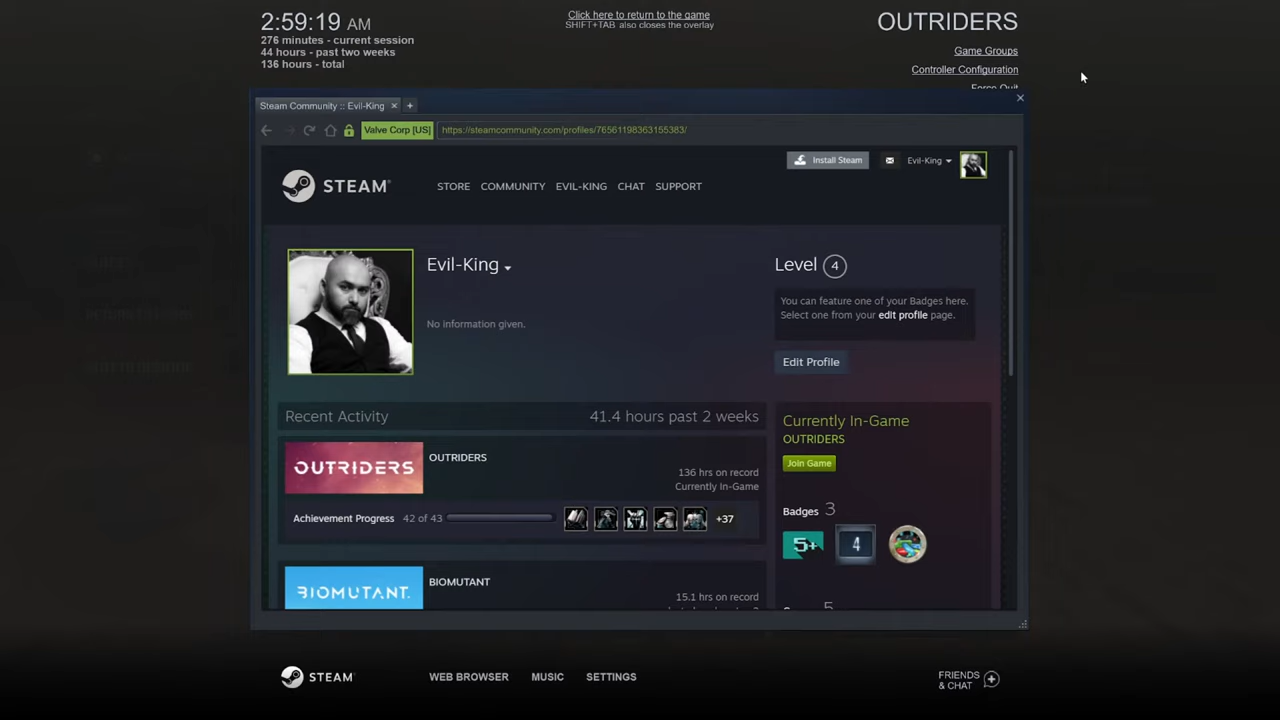 2:59:19 AM
276 minutes - current session
44 hours - past two weeks
136 hours - total
Click here to return to the game
SHIFT+TAB also closes the overlay
OUTRIDERS
Game Groups
Controller Configuration
Force Quit
Steam Community :: Evil-King × +
×
Valve Corp [US] https://steamcommunity.com/profiles/76561198363155383/
Install Steam
Evil-King
STEAM®
STORE COMMUNITY EVIL-KING CHAT SUPPORT
Evil-King
No information given.
Level 4
You can feature one of your Badges here.
Select one from your edit profile page.
Edit Profile
Recent Activity 41.4 hours past 2 weeks
OUTRIDERS
OUTRIDERS
136 hrs on record
Currently In-Game
Achievement Progress 42 of 43 +37
BIOMUTANT.
BIOMUTANT
15.1 hrs on record
Currently In-Game
OUTRIDERS
Join Game
Badges 3
5+ 4
5
STEAM
WEB BROWSER MUSIC SETTINGS
FRIENDS
& CHAT